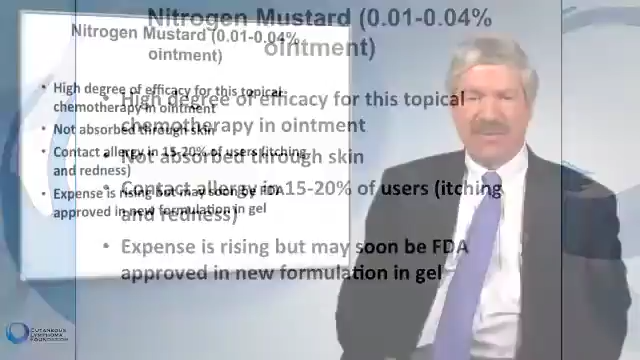 Nitrogen Mustard (0.01-0.04%
ointment)
• High degree of efficacy for this topical
chemotherapy in ointment
• Not absorbed through skin
• Contact allergy in 15-20% of users (itching
and redness)
• Expense is rising but may soon be FDA
approved in new formulation in gel
Nitrogen Mustard (0.01-0.04%
ointment)
• High degree of efficacy for this topical
chemotherapy in ointment
• Not absorbed through skin
• Contact allergy in 15-20% of users (itching
and redness)
• Expense is rising but may soon be FDA
approved in new formulation in gel
CUTANEOUS
LYMPHOMA
FOUNDATION